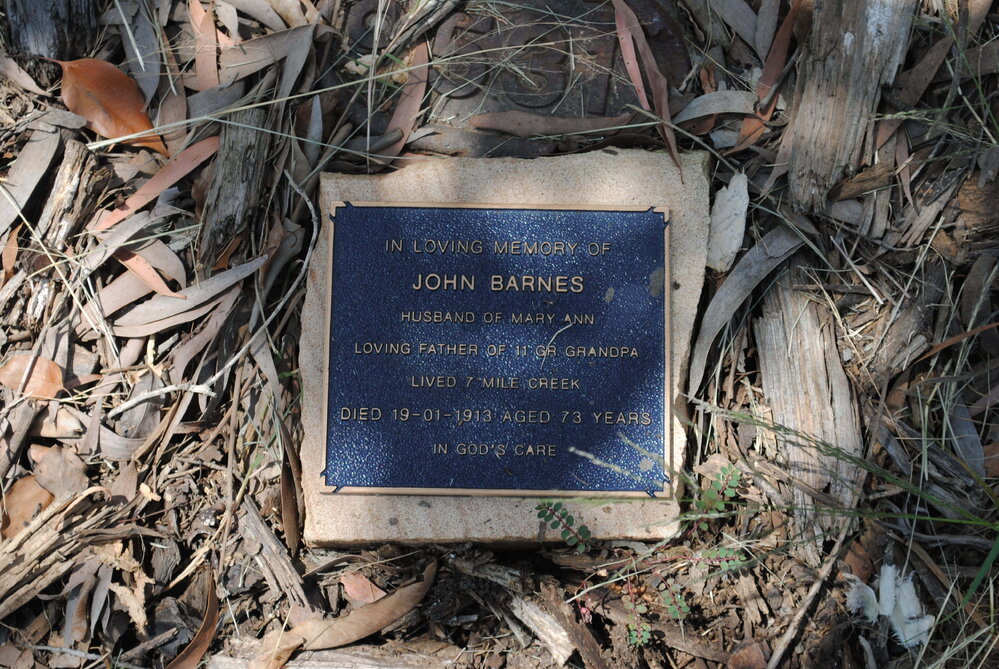 IN LOVING MEMORY OF
JOHN BARNES
HUSBAND OF MARY ANN
LOVING FATHER OF 11 GR GRANDPA
LIVED 7 MILE CREEK
DIED 19-01-1913 AGED 73 YEARS
IN GOD'S CARE